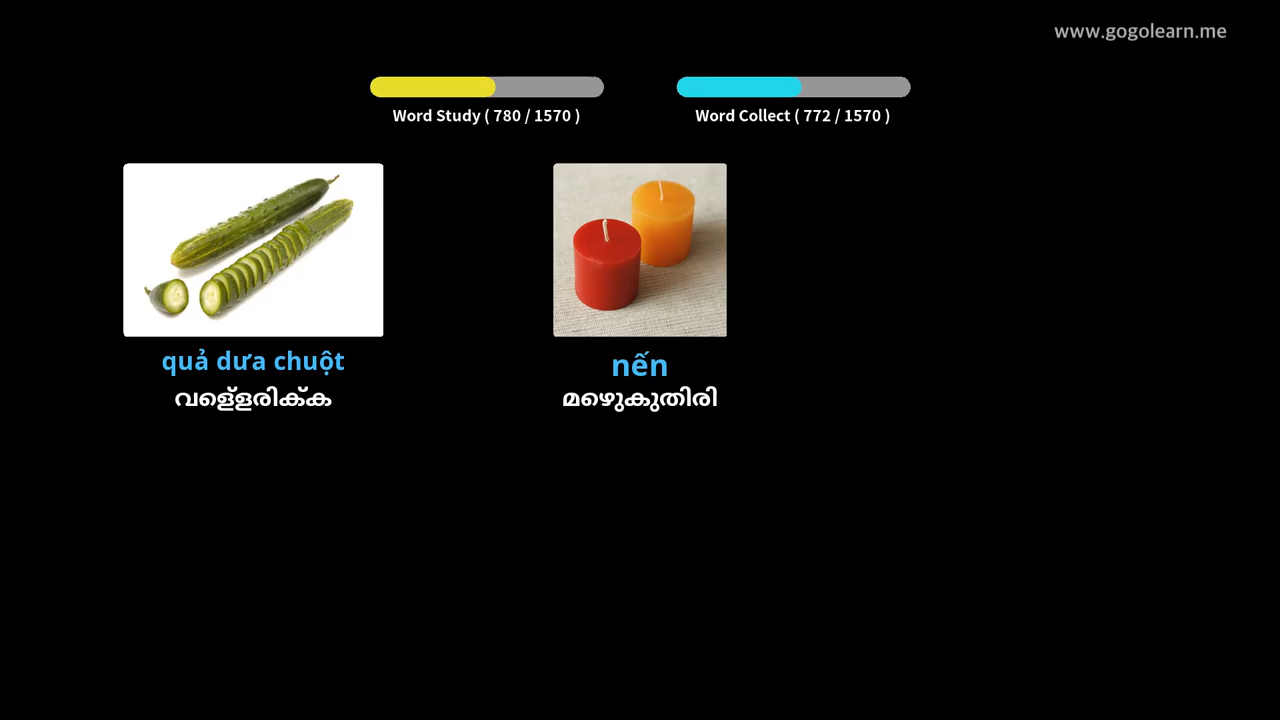 www.gogolearn.me
Word Study ( 780 / 1570 )
Word Collect ( 772 / 1570 )
quả dưa chuột
വെള്ളരിക്ക
nến
മെഴുകുതിരി